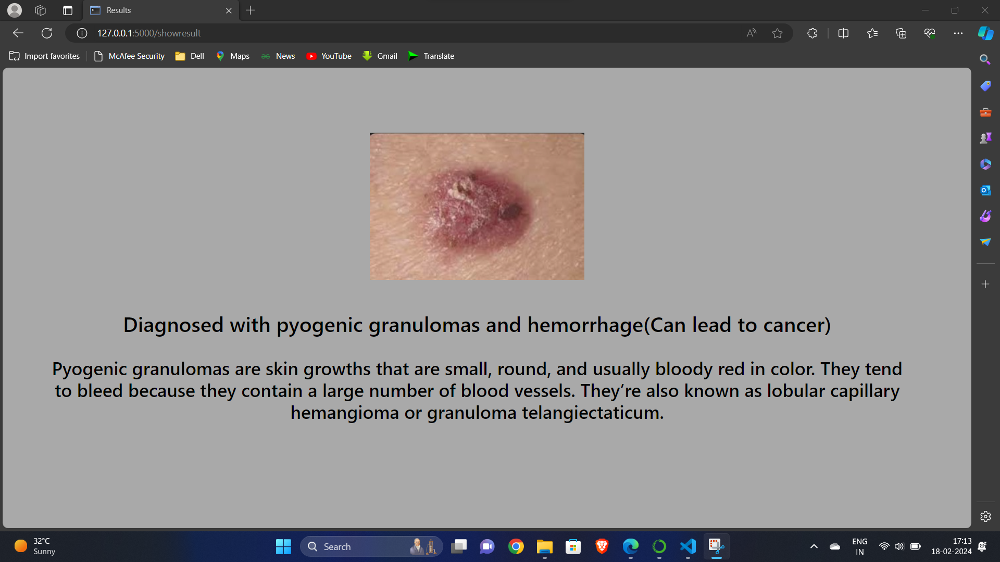 Results
127.0.0.1:5000/showresult
Import favorites
McAfee Security
Dell
Maps
News
YouTube
Gmail
Translate
Diagnosed with pyogenic granulomas and hemorrhage(Can lead to cancer)
Pyogenic granulomas are skin growths that are small, round, and usually bloody red in color. They tend
to bleed because they contain a large number of blood vessels. They’re also known as lobular capillary
hemangioma or granuloma telangiectaticum.
32°C
Sunny
Search
ENG
IN
17:13
18-02-2024